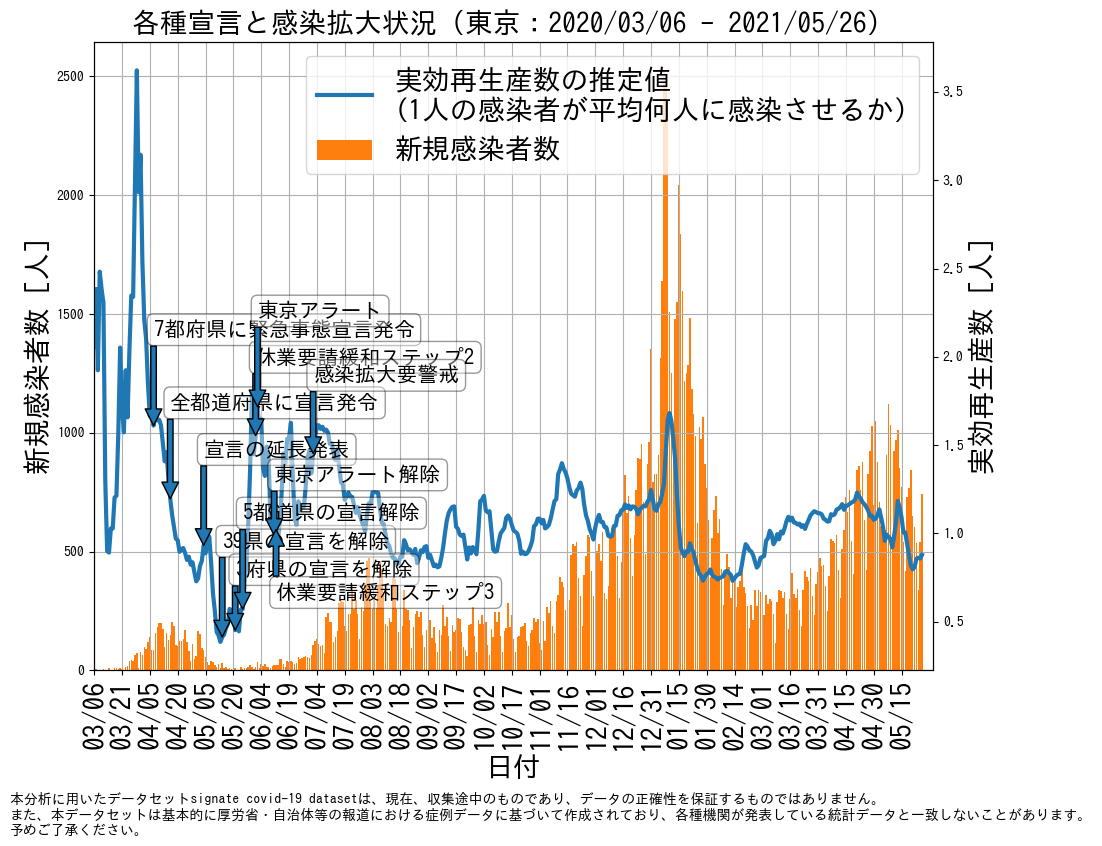 各種宣言と感染拡大状況 (東京:2020/03/06 - 2021/05/26)
実効再生産数の推定値
(1人の感染者が平均何人に感染させるか)
新規感染者数
新規感染者数 [人]
2500
2000
1500
1000
500
0
実効再生産数 [人]
3.5
3.0
2.5
2.0
1.5
1.0
0.5
東京アラート
7都府県に緊急事態宣言発令
休業要請緩和ステップ2
感染拡大要警戒
全都道府県に宣言発令
宣言の延長発表
東京アラート解除
5都道県の宣言解除
39県の宣言を解除
3府県の宣言を解除
休業要請緩和ステップ3
03/06
03/21
04/05
04/20
05/05
05/20
06/04
06/19
07/04
07/19
08/03
08/18
09/02
09/17
10/02
10/17
11/01
11/16
12/01
12/16
12/31
01/15
01/30
02/14
03/01
03/16
03/31
04/15
04/30
05/15
日付
本分析に用いたデータセットsignate covid-19 datasetは、現在、収集途中のものであり、データの正確性を保証するものではありません。
また、本データセットは基本的に厚労省・自治体等の報道における症例データに基づいて作成されており、各種機関が発表している統計データと一致しないことがあります。
予めご了承ください。